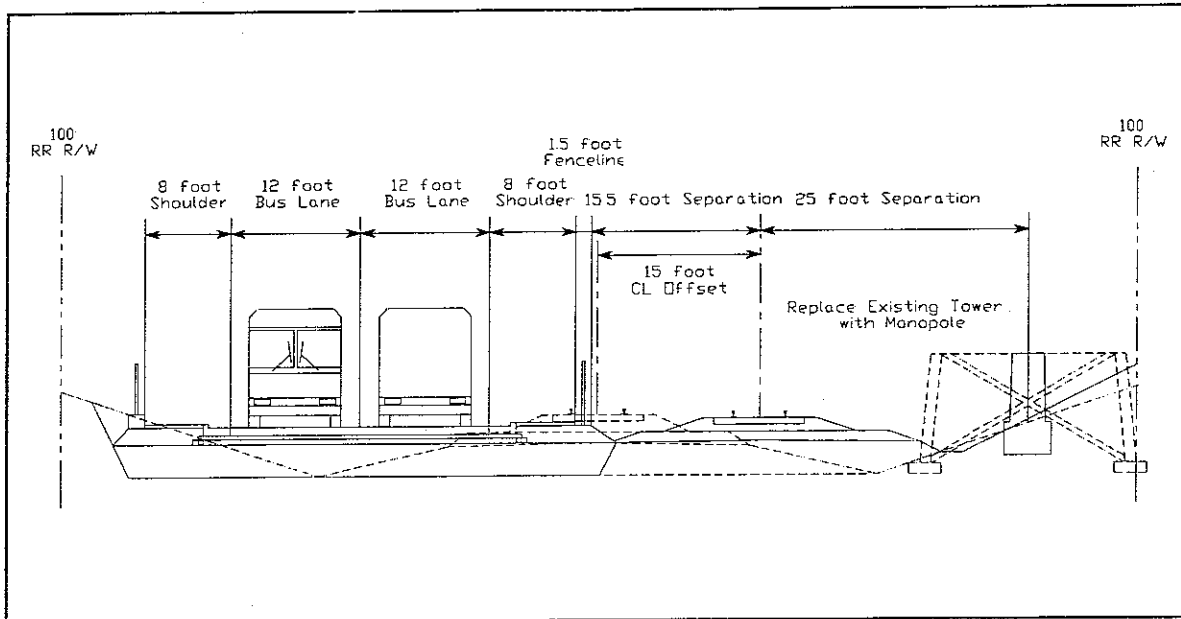 100
RR R/W
8 foot
Shoulder
12 foot
Bus Lane
12 foot
Bus Lane
8 foot
Shoulder
1.5 foot
Fenceline
15.5 foot Separation
25 foot Separation
15 foot
CL Offset
Replace Existing Tower
with Monopole
100
RR R/W